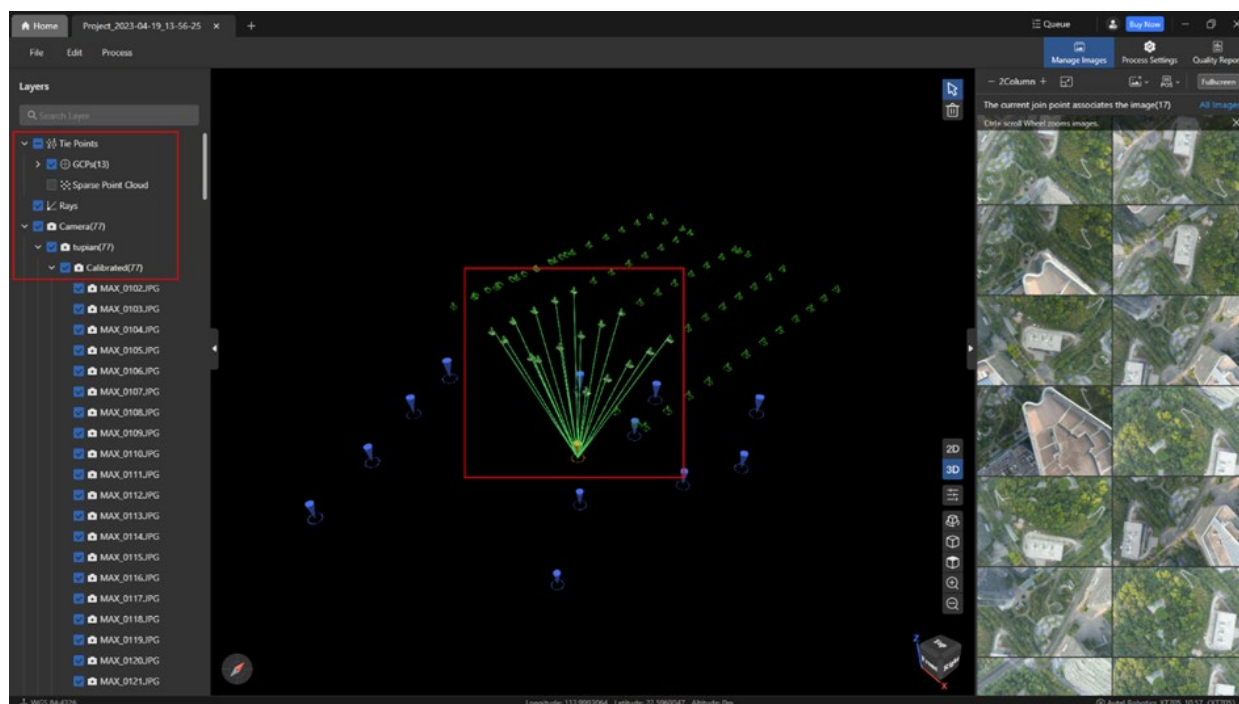 Home Project_2023-04-19_13-56-25 × + Queue Buy Now
File Edit Process Manage Images Process Settings Quality Repor
Layers
2Column
Fullscreen
Search Layer
The current join point associates the image(17) All Images
Ctrl+ scroll Wheel zooms images.
Tie Points
GCPs(13)
Sparse Point Cloud
Rays
Camera(77)
tupian(77)
Calibrated(77)
MAX_0102.JPG
MAX_0103.JPG
MAX_0104.JPG
MAX_0105.JPG
MAX_0106.JPG
MAX_0107.JPG
MAX_0108.JPG
MAX_0109.JPG
MAX_0110.JPG
MAX_0111.JPG
MAX_0112.JPG
MAX_0113.JPG
MAX_0114.JPG
MAX_0115.JPG
MAX_0116.JPG
MAX_0117.JPG
MAX_0118.JPG
MAX_0119.JPG
MAX_0120.JPG
MAX_0121.JPG
2D
3D
Top
Front Right
Z
X